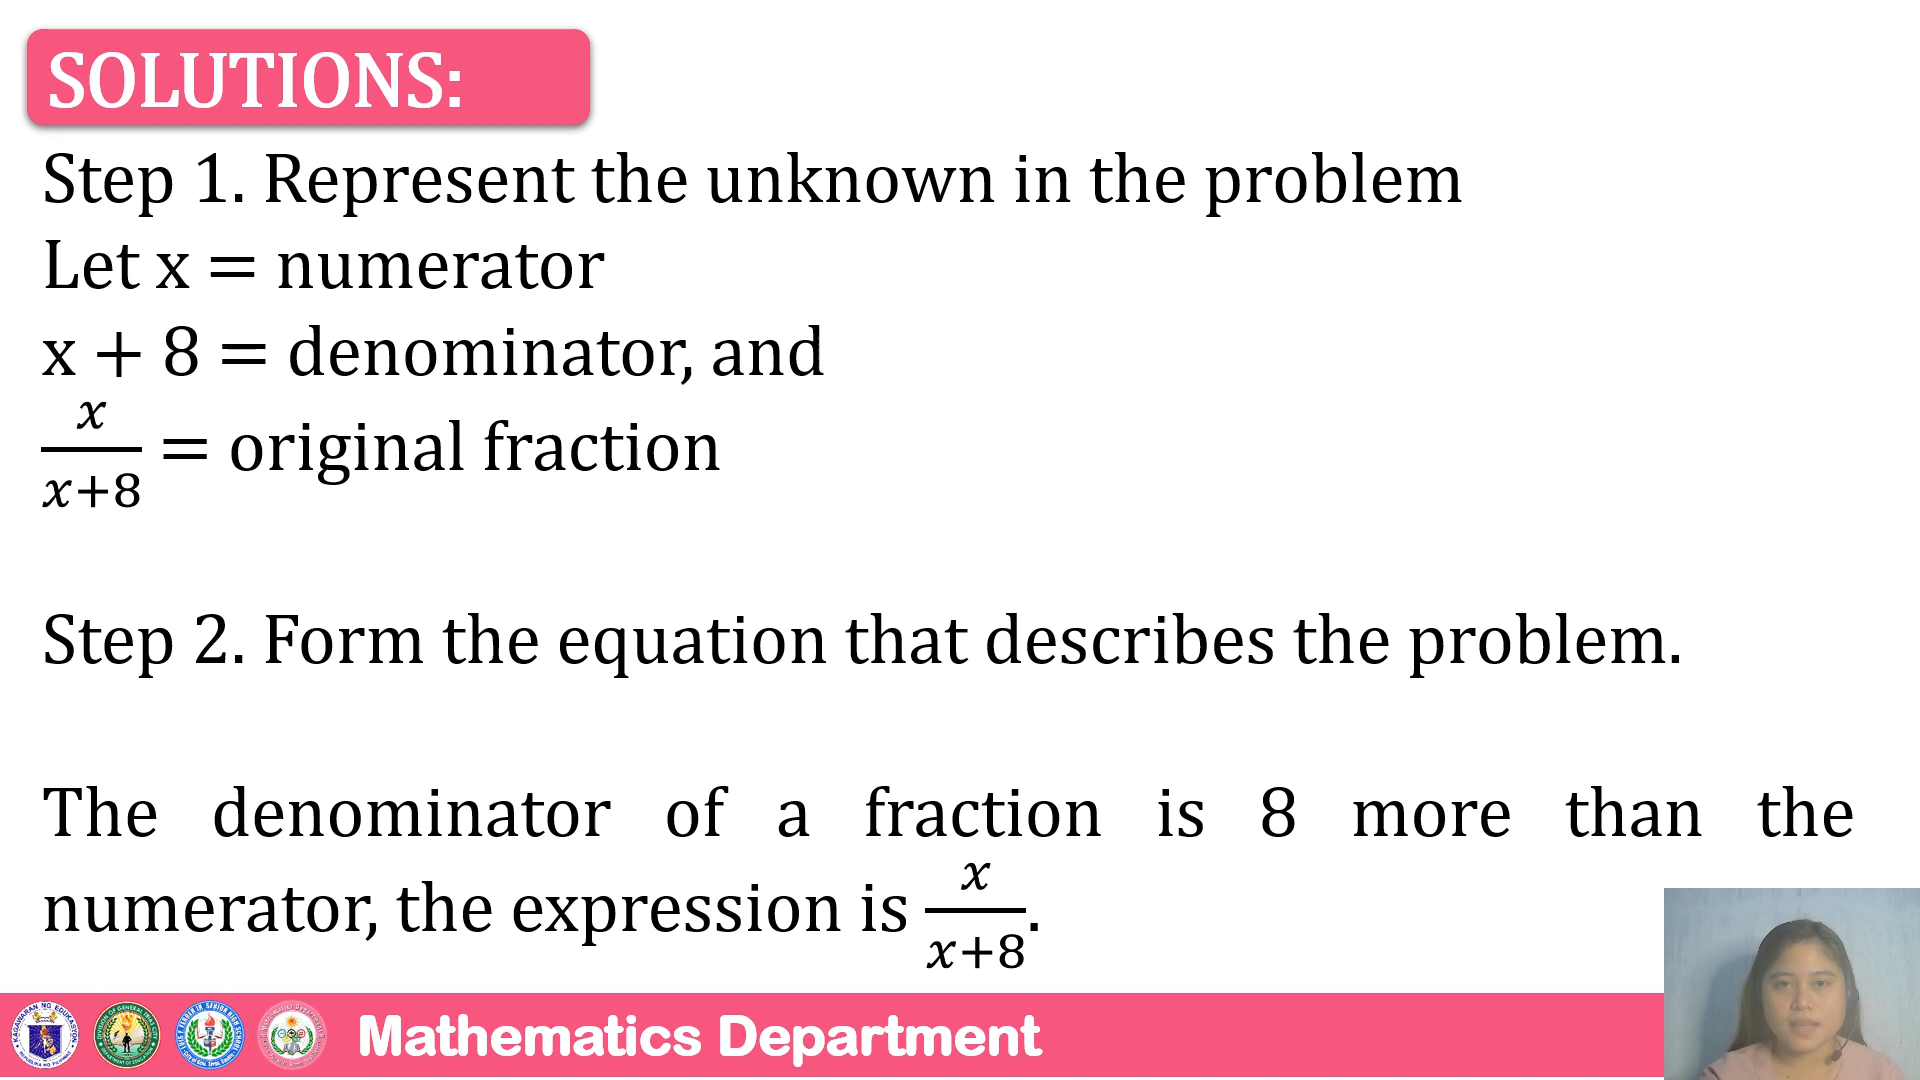 SOLUTIONS:
Step 1. Represent the unknown in the problem
Let x = numerator
x + 8 = denominator, and
x/x+8 = original fraction
Step 2. Form the equation that describes the problem.
The denominator of a fraction is 8 more than the
numerator, the expression is x/x+8.
Mathematics Department